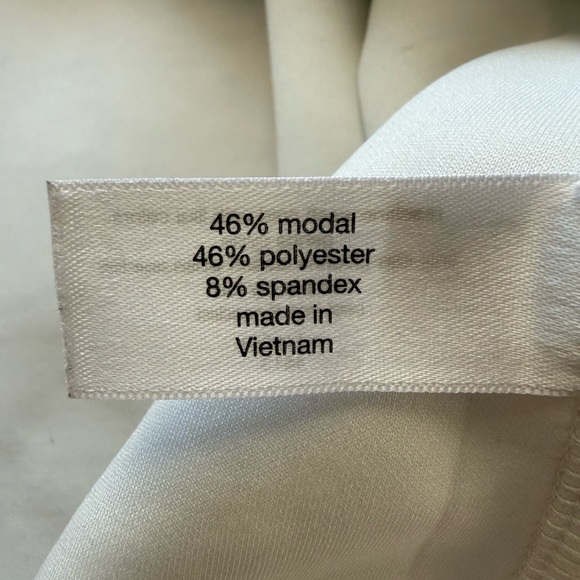 46% modal
46% polyester
8% spandex
made in
Vietnam